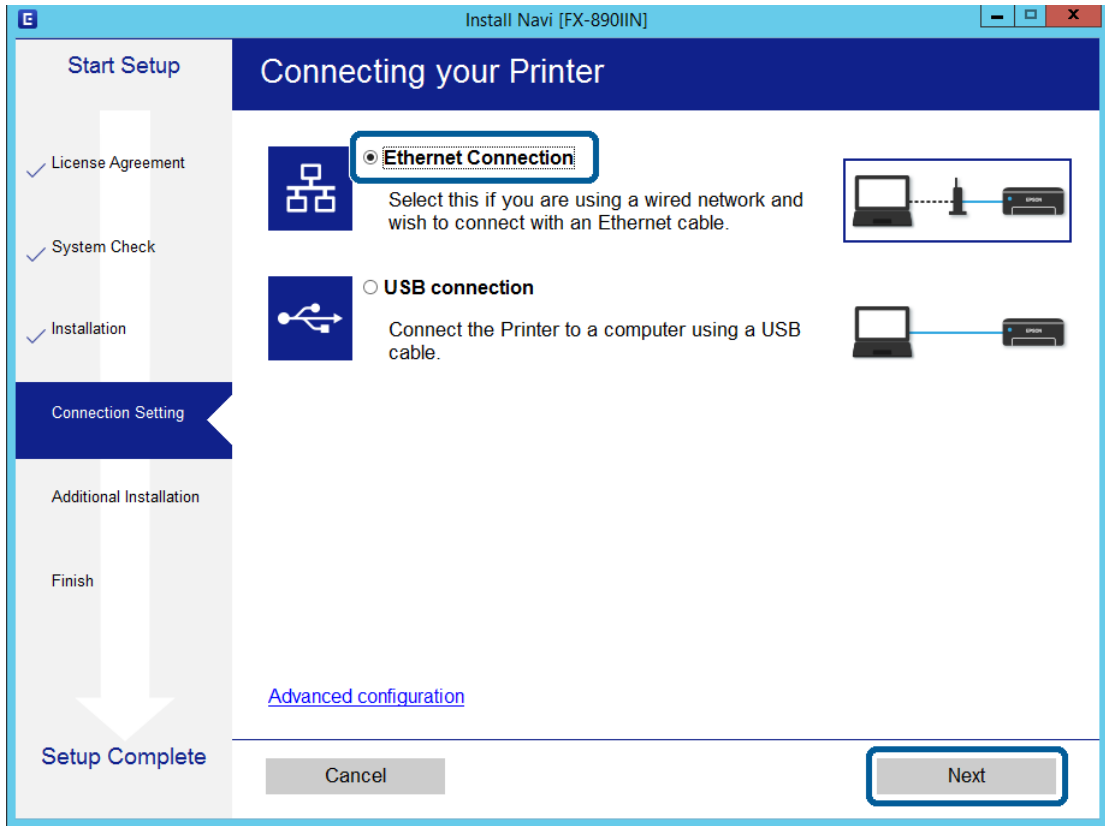 Install Navi [FX-890IIN]
Start Setup
Connecting your Printer
License Agreement
System Check
Installation
Connection Setting
Additional Installation
Finish
Setup Complete
Ethernet Connection
Select this if you are using a wired network and
wish to connect with an Ethernet cable.
EPSON
USB connection
Connect the Printer to a computer using a USB
cable.
EPSON
Advanced configuration
Cancel
Next